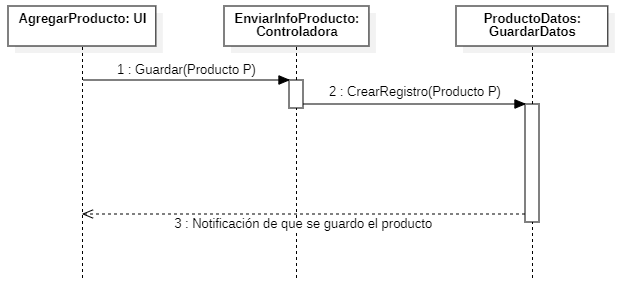 AgregarProducto: UI
EnviarInfoProducto:
Controladora
ProductoDatos:
GuardarDatos
1 : Guardar(Producto P)
2 : CrearRegistro(Producto P)
3 : Notificación de que se guardo el producto